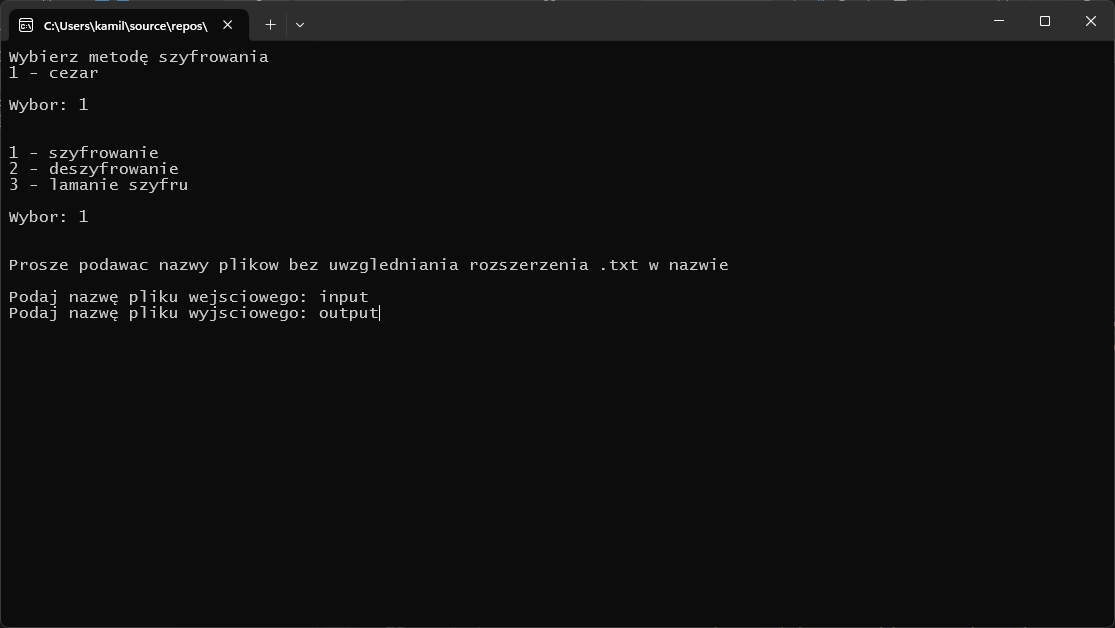 C:\Users\kamil\source\repos\
Wybierz metodę szyfrowania
1 - cezar
Wybor: 1
1 - szyfrowanie
2 - deszyfrowanie
3 - lamanie szyfru
Wybor: 1
Prosze podawac nazwy plikow bez uwzgledniania rozszerzenia .txt w nazwie
Podaj nazwę pliku wejsciowego: input
Podaj nazwę pliku wyjsciowego: output